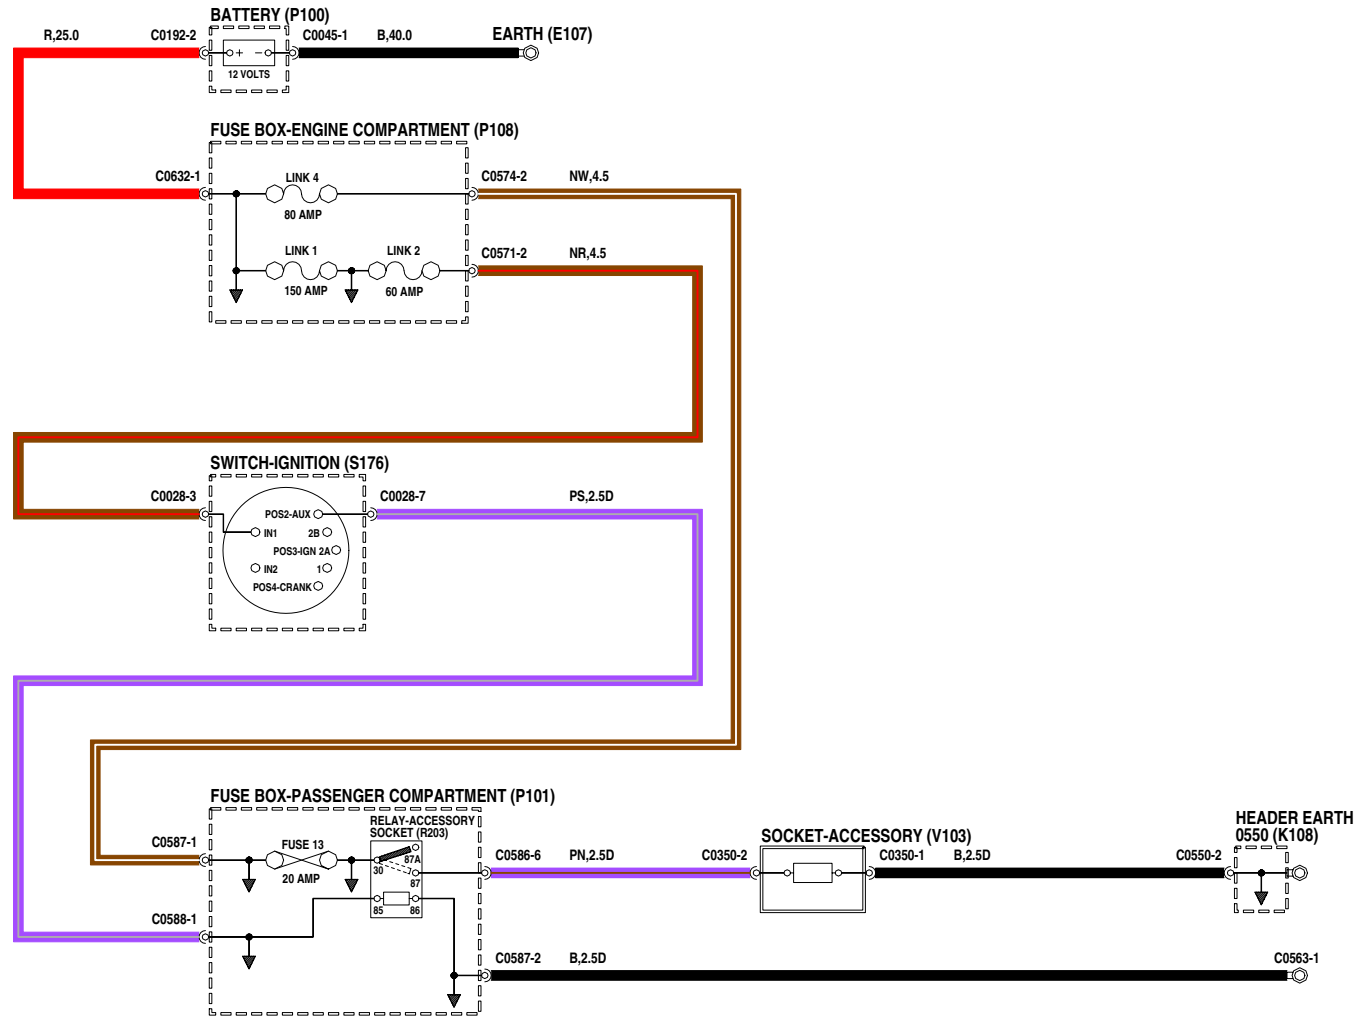 BATTERY (P100)
R,25.0
C0192-2
C0045-1
B,40.0
EARTH (E107)
+ −
12 VOLTS
FUSE BOX-ENGINE COMPARTMENT (P108)
C0632-1
LINK 4
80 AMP
C0574-2
NW,4.5
LINK 1
150 AMP
LINK 2
60 AMP
C0571-2
NR,4.5
SWITCH-IGNITION (S176)
C0028-3
C0028-7
PS,2.5D
POS2-AUX
IN1
2B
POS3-IGN 2A
IN2
1
POS4-CRANK
FUSE BOX-PASSENGER COMPARTMENT (P101)
RELAY-ACCESSORY
SOCKET (R203)
C0587-1
FUSE 13
20 AMP
87A
30
87
85
86
C0588-1
C0586-6
PN,2.5D
C0350-2
SOCKET-ACCESSORY (V103)
C0350-1
B,2.5D
C0550-2
HEADER EARTH
0550 (K108)
C0587-2
B,2.5D
C0563-1